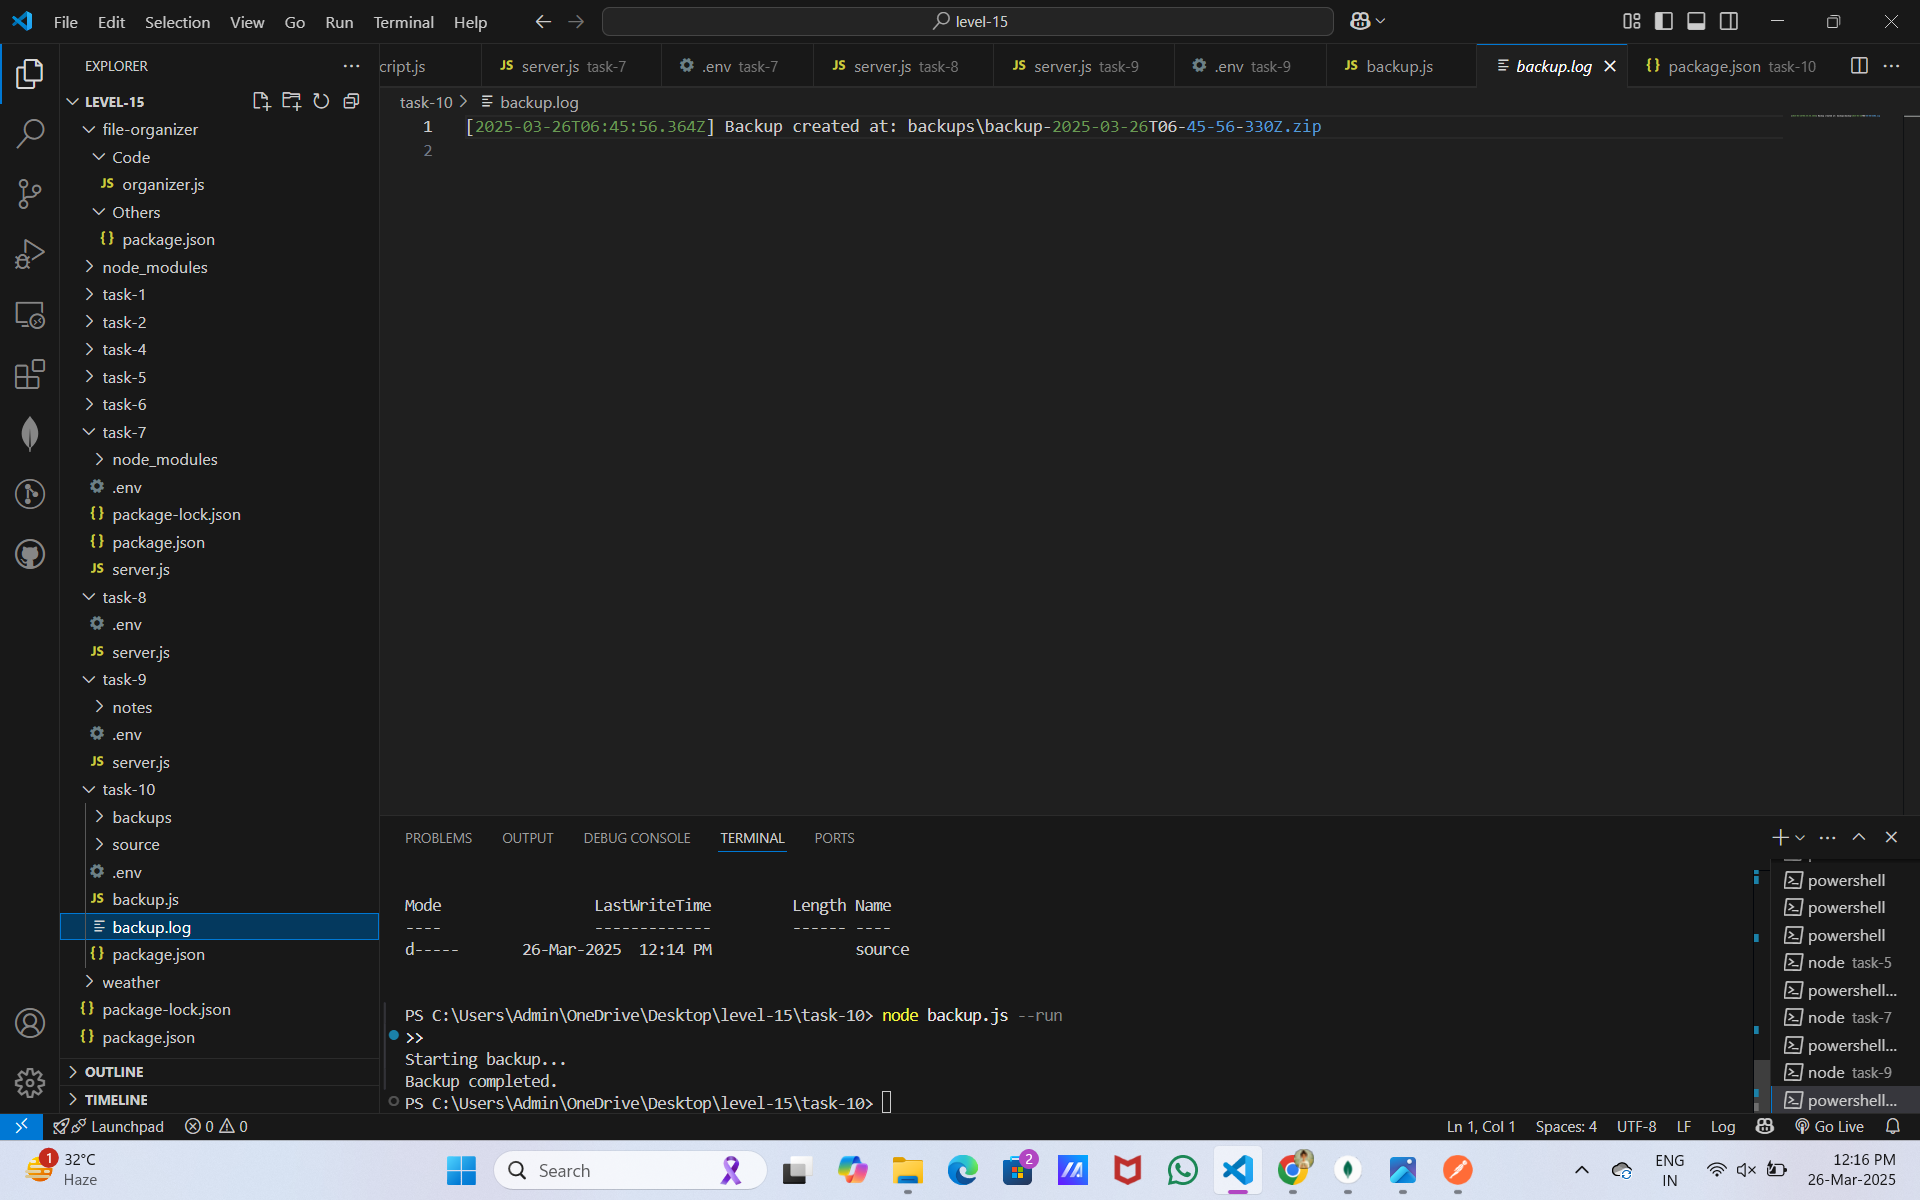 File Edit Selection View Go Run Terminal Help
level-15
EXPLORER
LEVEL-15
file-organizer
Code
JS organizer.js
Others
{} package.json
node_modules
task-1
task-2
task-4
task-5
task-6
task-7
node_modules
.env
{} package-lock.json
{} package.json
JS server.js
task-8
.env
JS server.js
task-9
notes
.env
JS server.js
task-10
backups
source
.env
JS backup.js
backup.log
{} package.json
weather
{} package-lock.json
{} package.json
OUTLINE
TIMELINE
cript.js JS server.js task-7 .env task-7 JS server.js task-8 JS server.js task-9 .env task-9 JS backup.js backup.log {} package.json task-10
task-10 > backup.log
1 [2025-03-26T06:45:56.364Z] Backup created at: backups\backup-2025-03-26T06-45-56-330Z.zip
2
PROBLEMS OUTPUT DEBUG CONSOLE TERMINAL PORTS
Mode LastWriteTime Length Name
---- ------------- ------ ----
d----- 26-Mar-2025 12:14 PM source
PS C:\Users\Admin\OneDrive\Desktop\level-15\task-10> node backup.js --run
>>
Starting backup...
Backup completed.
PS C:\Users\Admin\OneDrive\Desktop\level-15\task-10>
powershell
powershell
powershell
node task-5
powershell...
node task-7
powershell...
node task-9
powershell...
Launchpad 0 0 Ln 1, Col 1 Spaces: 4 UTF-8 LF Log Go Live
1 32°C
Haze
Search
2
ENG
IN
12:16 PM
26-Mar-2025